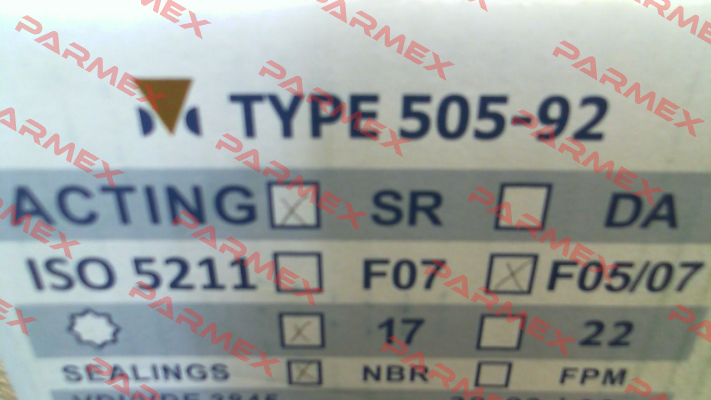 TYPE 505-92
ACTING ☒ SR ☐ DA
ISO 5211 ☐ F07 ☒ F05/07
☒ 17 ☐ 22
SEALINGS ☒ NBR ☐ FPM
PARMEX